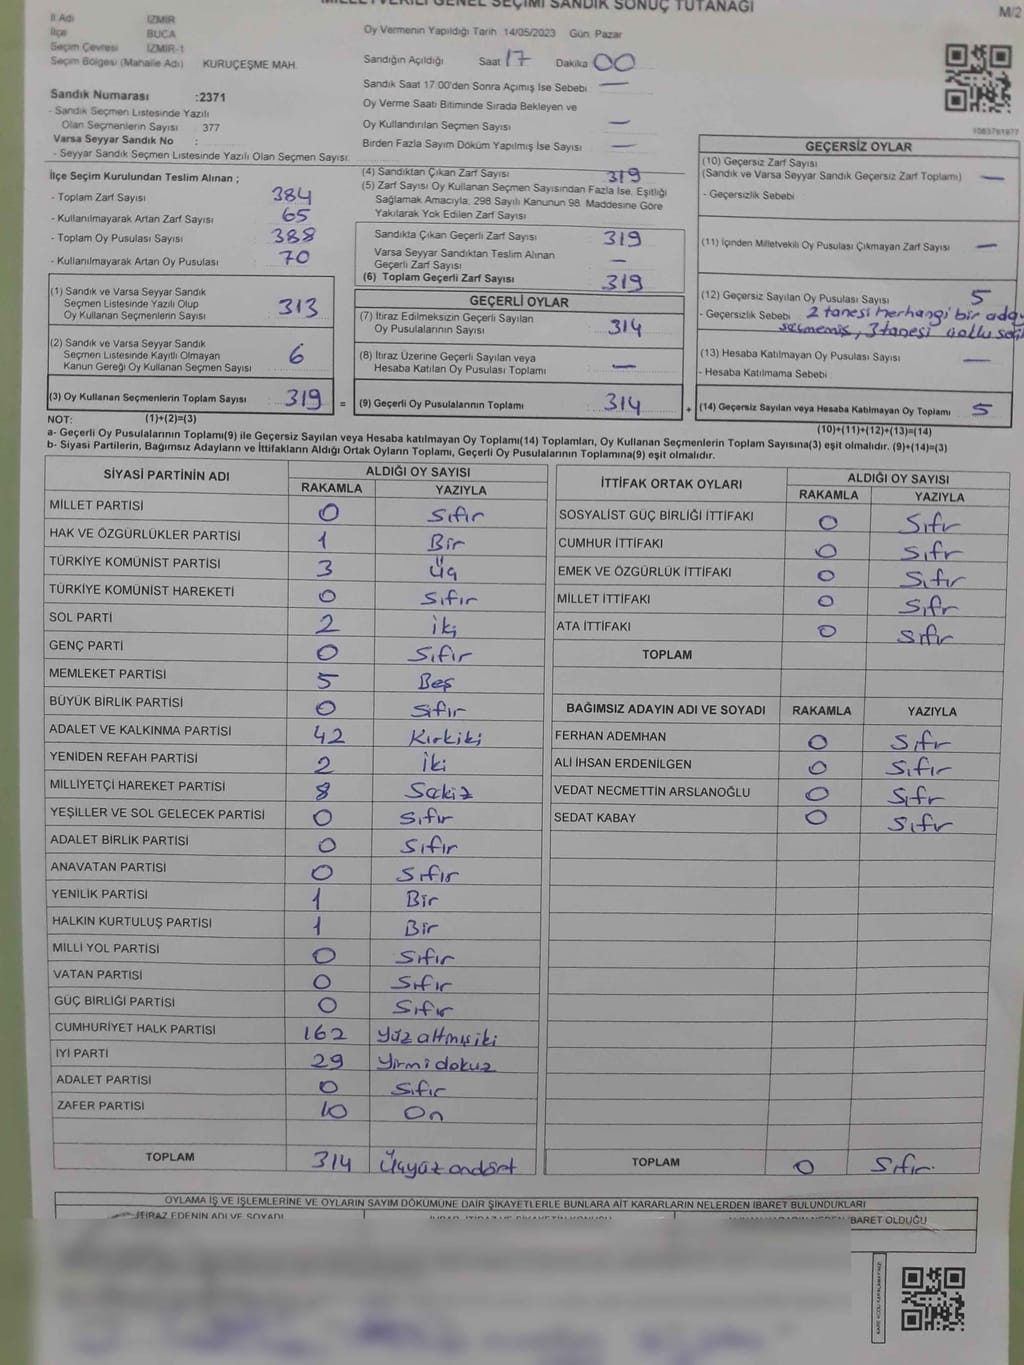 MİLLETVEKİLİ GENEL SEÇİMİ SANDIK SONUÇ TUTANAĞI
M/2
İl Adı İZMİR
İlçe BUCA
Seçim Çevresi İZMİR-1
Seçim Bölgesi (Mahalle Adı) KURUÇEŞME MAH.
Sandık Numarası :2371
- Sandık Seçmen Listesinde Yazılı
Olan Seçmenlerin Sayısı 377
Varsa Seyyar Sandık No :
- Seyyar Sandık Seçmen Listesinde Yazılı Olan Seçmen Sayısı:
Oy Vermenin Yapıldığı Tarih 14/05/2023 Gün: Pazar
Sandığın Açıldığı Saat 17 Dakika 00
Sandık Saat 17:00'den Sonra Açımış İse Sebebi —
Oy Verme Saati Bitiminde Sırada Bekleyen ve
Oy Kullandırılan Seçmen Sayısı —
Birden Fazla Sayım Döküm Yapılmış İse Sayısı —
İlçe Seçim Kurulundan Teslim Alınan ;
- Toplam Zarf Sayısı 384
- Kullanılmayarak Artan Zarf Sayısı 65
- Toplam Oy Pusulası Sayısı 388
- Kullanılmayarak Artan Oy Pusulası 70
(1) Sandık ve Varsa Seyyar Sandık
Seçmen Listesinde Yazılı Olup
Oy Kullanan Seçmenlerin Sayısı 313
(2) Sandık ve Varsa Seyyar Sandık
Seçmen Listesinde Kayıtlı Olmayan
Kanun Gereği Oy Kullanan Seçmen Sayısı 6
(3) Oy Kullanan Seçmenlerin Toplam Sayısı 319 =
(4) Sandıktan Çıkan Zarf Sayısı 319
(5) Zarf Sayısı Oy Kullanan Seçmen Sayısından Fazla İse, Eşitliği
Sağlamak Amacıyla; 298 Sayılı Kanunun 98. Maddesine Göre
Yakılarak Yok Edilen Zarf Sayısı
Sandıkta Çıkan Geçerli Zarf Sayısı 319
Varsa Seyyar Sandıktan Teslim Alınan
Geçerli Zarf Sayısı —
(6) Toplam Geçerli Zarf Sayısı 319
GEÇERLİ OYLAR
(7) İtiraz Edilmeksizin Geçerli Sayılan
Oy Pusulalarının Sayısı 314
(8) İtiraz Üzerine Geçerli Sayılan veya
Hesaba Katılan Oy Pusulası Toplamı —
(9) Geçerli Oy Pusulalarının Toplamı 314 +
GEÇERSİZ OYLAR
(10) Geçersiz Zarf Sayısı
(Sandık ve Varsa Seyyar Sandık Geçersiz Zarf Toplamı) —
- Geçersizlik Sebebi
(11) İçinden Milletvekili Oy Pusulası Çıkmayan Zarf Sayısı —
(12) Geçersiz Sayılan Oy Pusulası Sayısı 5
- Geçersizlik Sebebi 2 tanesi herhangi bir
seçmemiş, 3 tanesi
(13) Hesaba Katılmayan Oy Pusulası Sayısı —
- Hesaba Katılmama Sebebi
(14) Geçersiz Sayılan veya Hesaba Katılmayan Oy Toplamı 5
NOT: (1)+(2)=(3)
(10)+(11)+(12)+(13)=(14)
a- Geçerli Oy Pusulalarının Toplamı(9) ile Geçersiz Sayılan veya Hesaba katılmayan Oy Toplamı(14) Toplamları, Oy Kullanan Seçmenlerin Toplam Sayısına(3) eşit olmalıdır. (9)+(14)=(3)
b- Siyasi Partilerin, Bağımsız Adayların ve İttifakların Aldığı Ortak Oyların Toplamı, Geçerli Oy Pusulalarının Toplamına(9) eşit olmalıdır.
SİYASİ PARTİNİN ADI ALDIĞI OY SAYISI
RAKAMLA YAZIYLA
MİLLET PARTİSİ 0 Sıfır
HAK VE ÖZGÜRLÜKLER PARTİSİ 1 Bir
TÜRKİYE KOMÜNİST PARTİSİ 3 Üç
TÜRKİYE KOMÜNİST HAREKETİ 0 Sıfır
SOL PARTİ 2 İki
GENÇ PARTİ 0 Sıfır
MEMLEKET PARTİSİ 5 Beş
BÜYÜK BİRLİK PARTİSİ 0 Sıfır
ADALET VE KALKINMA PARTİSİ 42 Kırkiki
YENİDEN REFAH PARTİSİ 2 İki
MİLLİYETÇİ HAREKET PARTİSİ 8 Sekiz
YEŞİLLER VE SOL GELECEK PARTİSİ 0 Sıfır
ADALET BİRLİK PARTİSİ 0 Sıfır
ANAVATAN PARTİSİ 0 Sıfır
YENİLİK PARTİSİ 1 Bir
HALKIN KURTULUŞ PARTİSİ 1 Bir
MİLLİ YOL PARTİSİ 0 Sıfır
VATAN PARTİSİ 0 Sıfır
GÜÇ BİRLİĞİ PARTİSİ 0 Sıfır
CUMHURİYET HALK PARTİSİ 162 Yüzaltmışiki
İYİ PARTİ 29 Yirmidokuz
ADALET PARTİSİ 0 Sıfır
ZAFER PARTİSİ 10 On
TOPLAM 314 Üçyüzondört
İTTİFAK ORTAK OYLARI ALDIĞI OY SAYISI
RAKAMLA YAZIYLA
SOSYALİST GÜÇ BİRLİĞİ İTTİFAKI 0 Sıfır
CUMHUR İTTİFAKI 0 Sıfır
EMEK VE ÖZGÜRLÜK İTTİFAKI 0 Sıfır
MİLLET İTTİFAKI 0 Sıfır
ATA İTTİFAKI 0 Sıfır
TOPLAM
BAĞIMSIZ ADAYIN ADI VE SOYADI RAKAMLA YAZIYLA
FERHAN ADEMHAN 0 Sıfır
ALİ İHSAN ERDENİLGEN 0 Sıfır
VEDAT NECMETTİN ARSLANOĞLU 0 Sıfır
SEDAT KABAY 0 Sıfır
TOPLAM 0 Sıfır.
OYLAMA İŞ VE İŞLEMLERİNE VE OYLARIN SAYIM DÖKÜMÜNE DAİR ŞİKAYETLERLE BUNLARA AİT KARARLARIN NELERDEN İBARET BULUNDUKLARI
İTİRAZ EDENİN ADI VE SOYADI
İBARET OLDUĞU